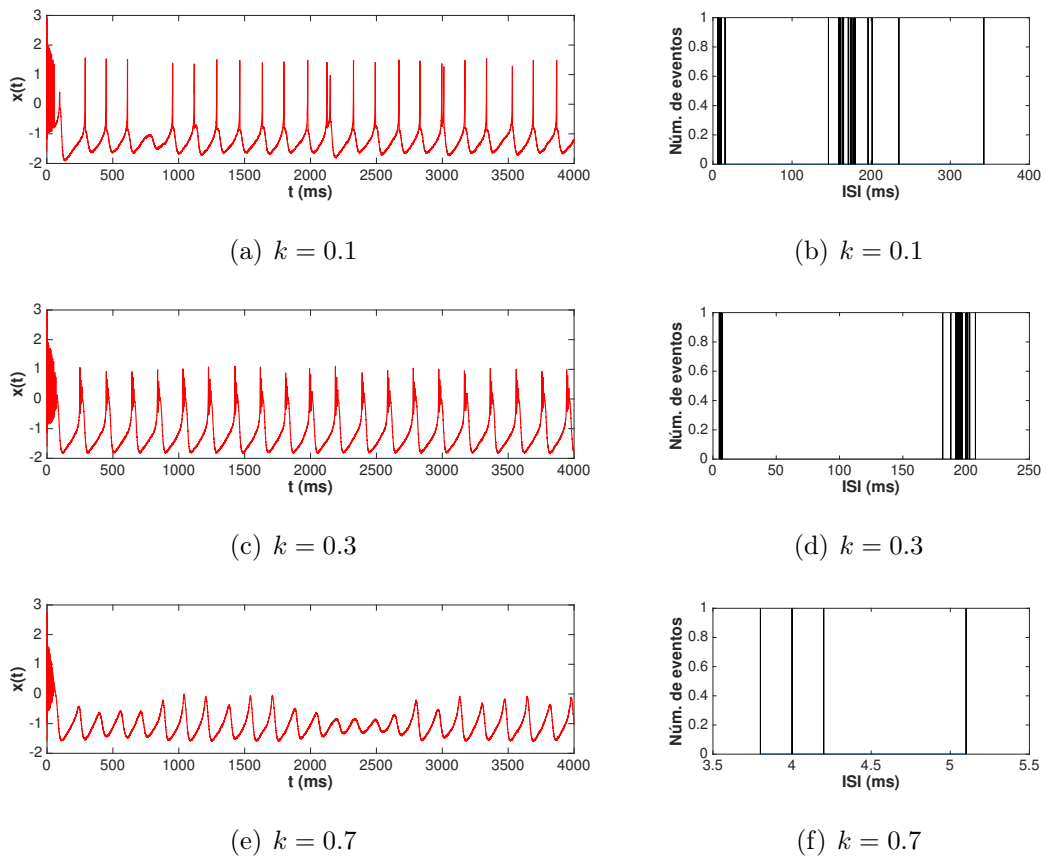 3
2
1
0
-1
-2
x(t)
0 500 1000 1500 2000 2500 3000 3500 4000
t (ms)
1
0.8
0.6
0.4
0.2
0
Núm. de eventos
0 100 200 300 400
ISI (ms)
(a) k = 0.1
(b) k = 0.1
3
2
1
0
-1
-2
x(t)
0 500 1000 1500 2000 2500 3000 3500 4000
t (ms)
1
0.8
0.6
0.4
0.2
0
Núm. de eventos
0 50 100 150 200 250
ISI (ms)
(c) k = 0.3
(d) k = 0.3
3
2
1
0
-1
-2
x(t)
0 500 1000 1500 2000 2500 3000 3500 4000
t (ms)
1
0.8
0.6
0.4
0.2
0
Núm. de eventos
3.5 4 4.5 5 5.5
ISI (ms)
(e) k = 0.7
(f) k = 0.7